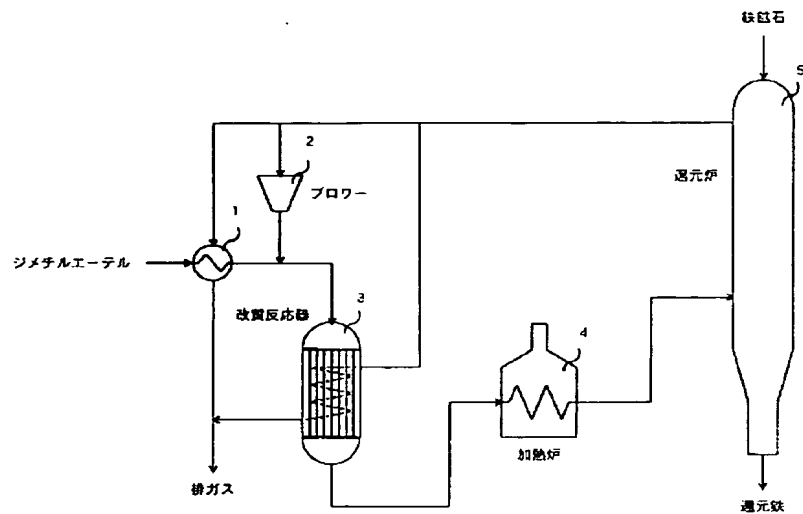 鉄鉱石
5
2
還元炉
ブロワー
1
ジメチルエーテル
改質反応器
3
4
加熱炉
排ガス
還元鉄